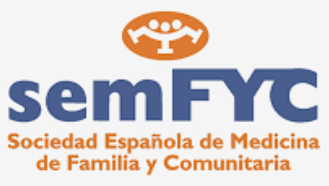 semFYC
Sociedad Española de Medicina
de Familia y Comunitaria